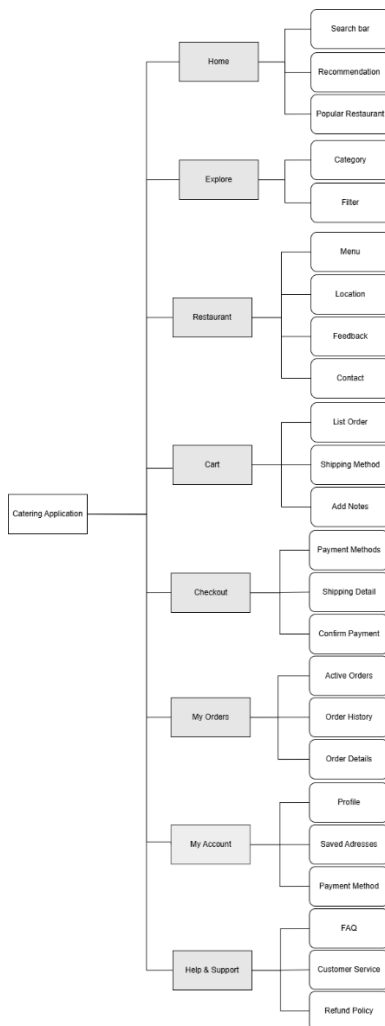 Search bar
Home
Recommendation
Popular Restaurant
Category
Explore
Filter
Menu
Location
Restaurant
Feedback
Contact
List Order
Cart
Shipping Method
Add Notes
Catering Application
Payment Methods
Checkout
Shipping Detail
Confirm Payment
Active Orders
My Orders
Order History
Order Details
Profile
My Account
Saved Adresses
Payment Method
FAQ
Help & Support
Customer Service
Refund Policy